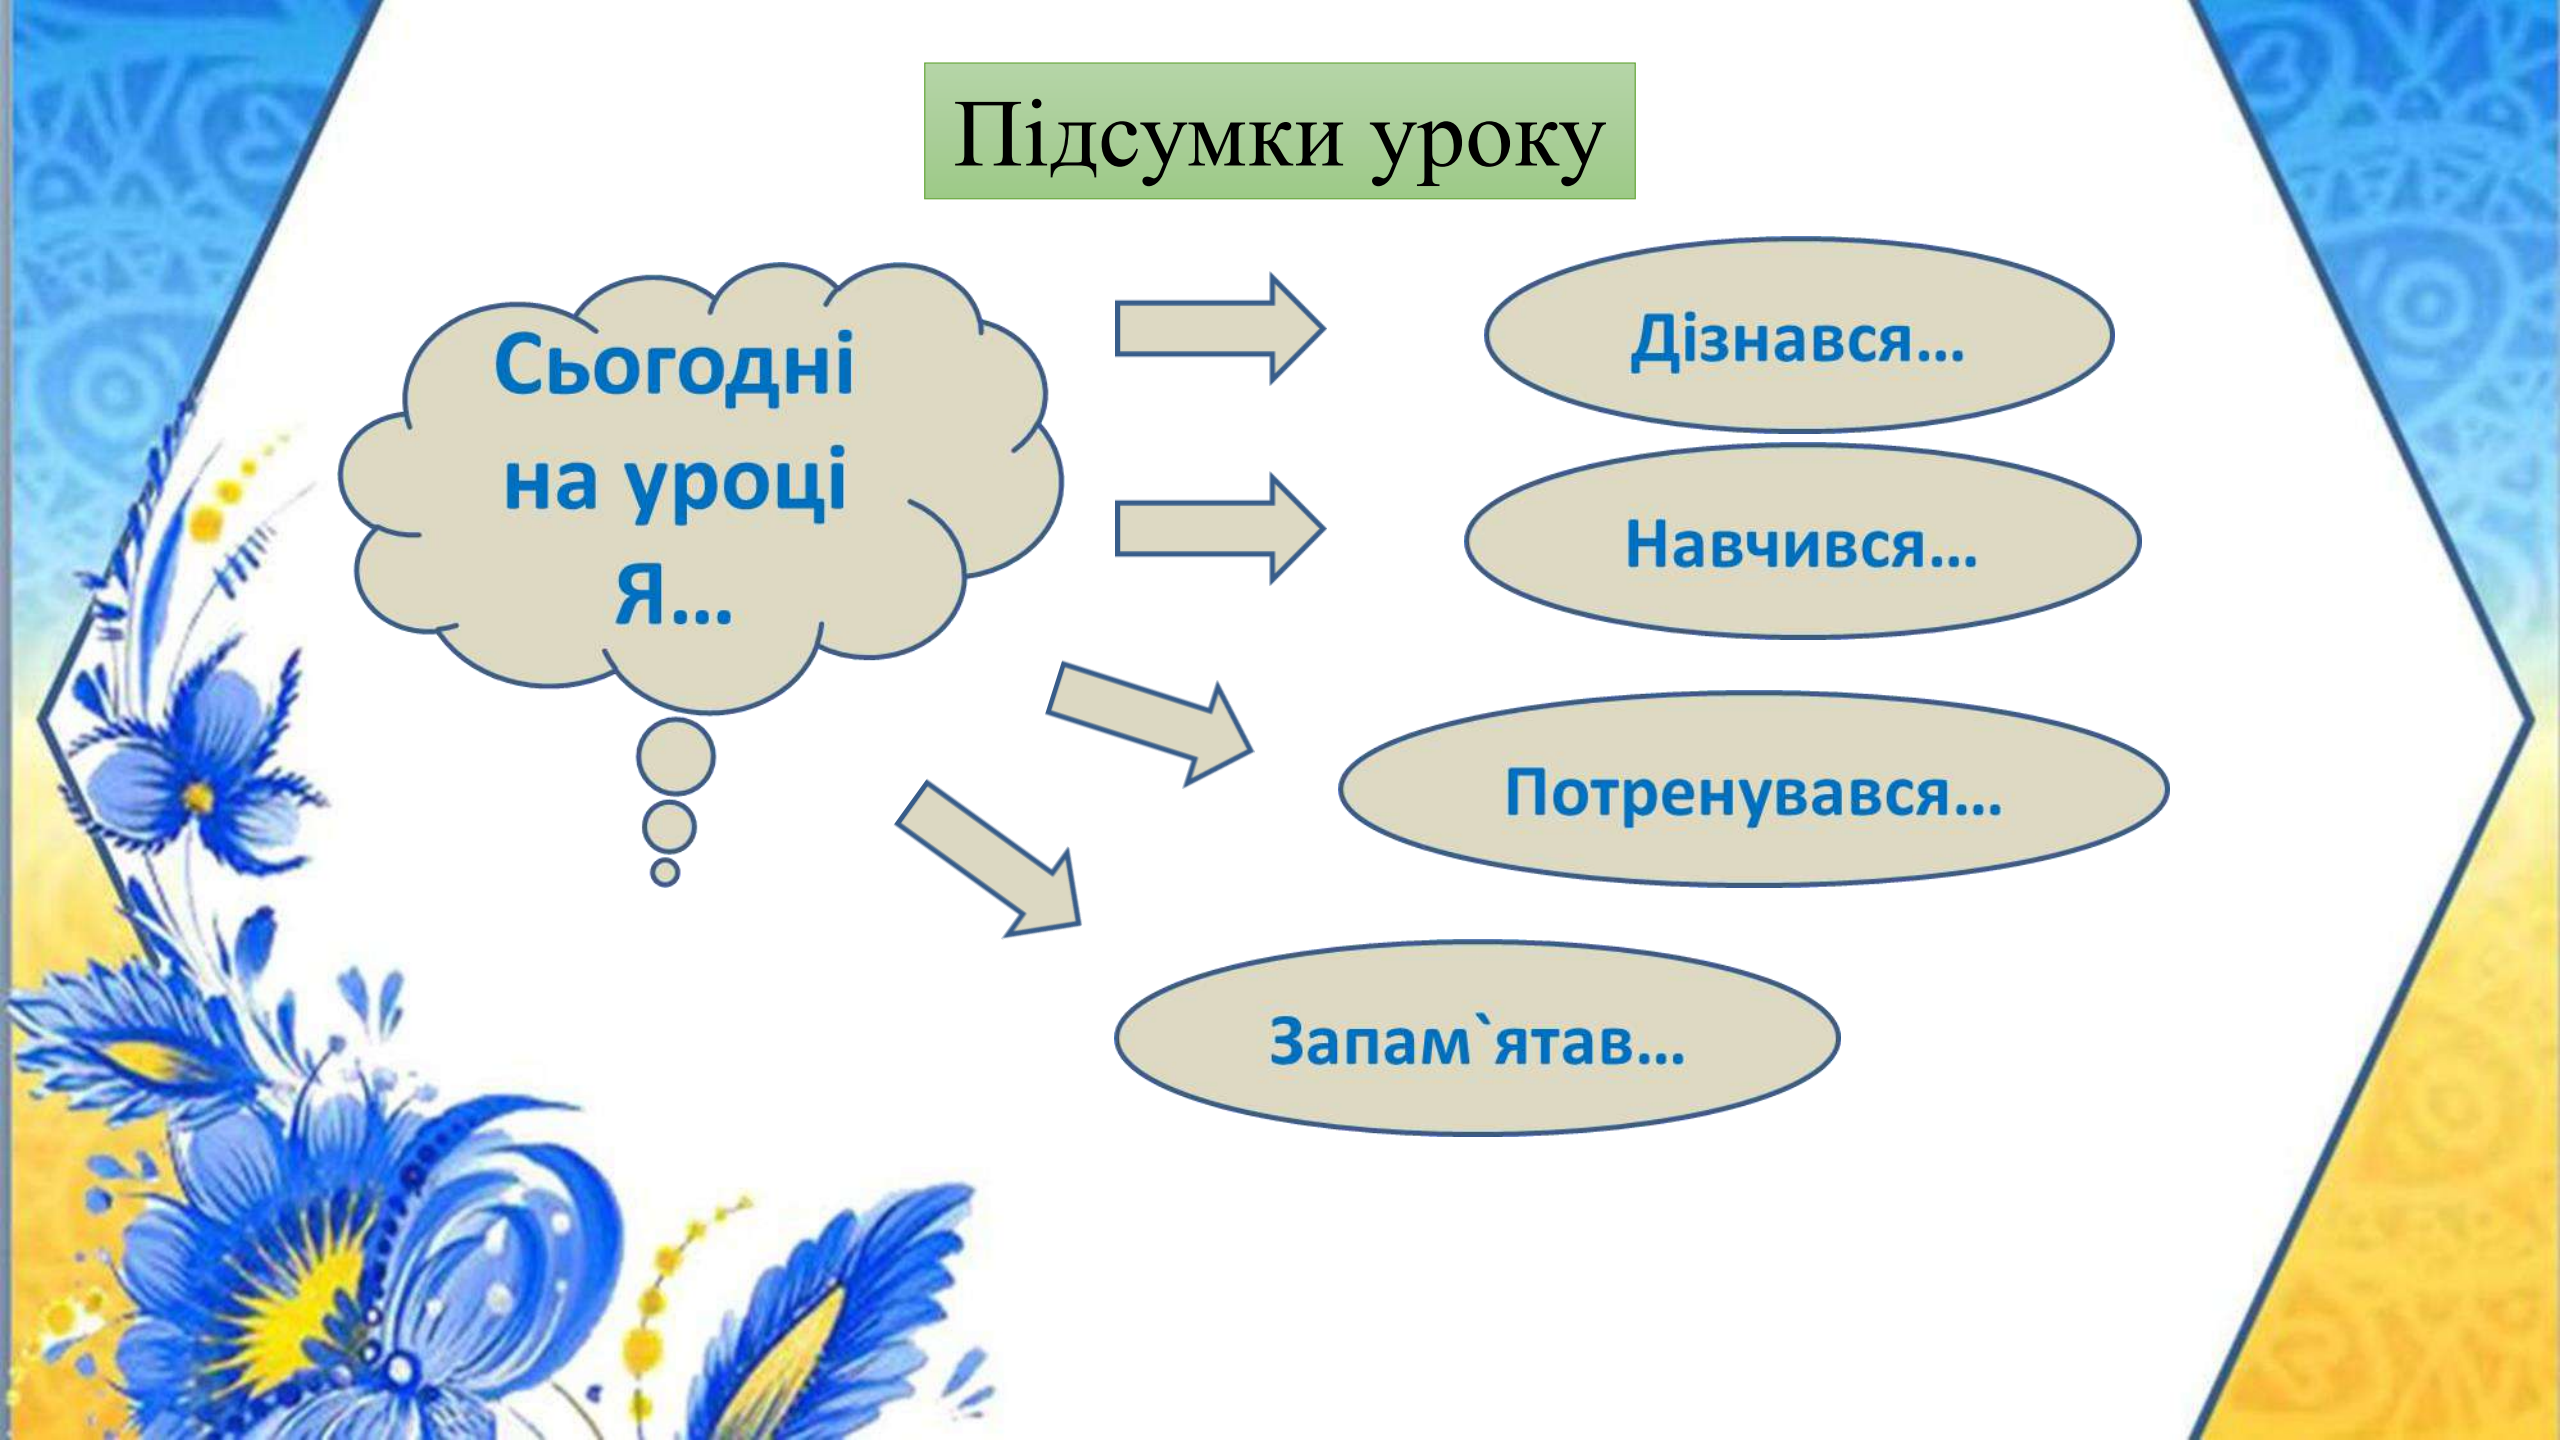 Підсумки уроку
Сьогодні
на уроці
Я...
Дізнався...
Навчився...
Потренувався...
Запам`ятав...